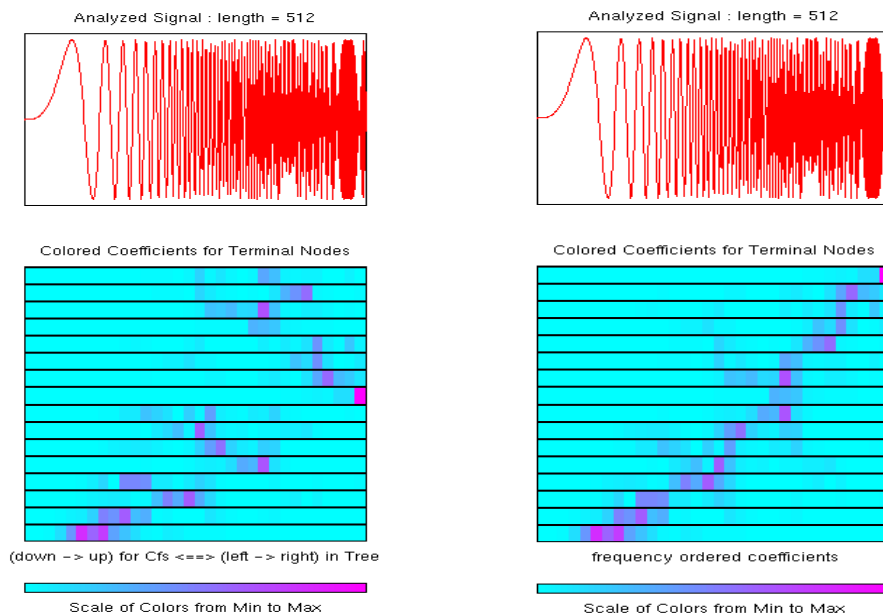 Analyzed Signal : length = 512
Analyzed Signal : length = 512
Colored Coefficients for Terminal Nodes
Colored Coefficients for Terminal Nodes
(down -> up) for Cfs <==> (left -> right) in Tree
frequency ordered coefficients
Scale of Colors from Min to Max
Scale of Colors from Min to Max